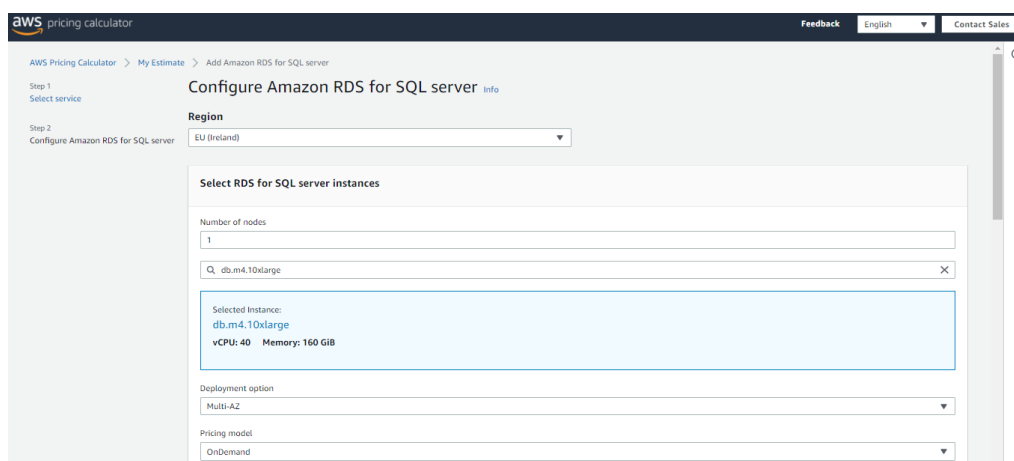 aws pricing calculator
Feedback English Contact Sales
AWS Pricing Calculator > My Estimate > Add Amazon RDS for SQL server
Step 1
Select service
Step 2
Configure Amazon RDS for SQL server
Configure Amazon RDS for SQL server Info
Region
EU (Ireland)
Select RDS for SQL server instances
Number of nodes
1
db.m4.10xlarge
Selected Instance:
db.m4.10xlarge
vCPU: 40 Memory: 160 GiB
Deployment option
Multi-AZ
Pricing model
OnDemand